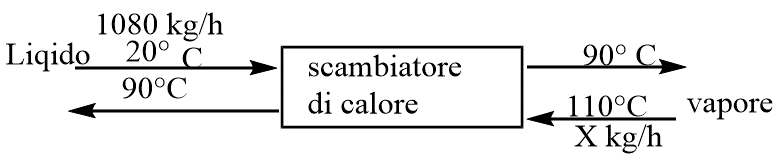 1080 kg/h
Liqido 20° C
90°C
scambiatore
di calore
90° C
110°C vapore
X kg/h